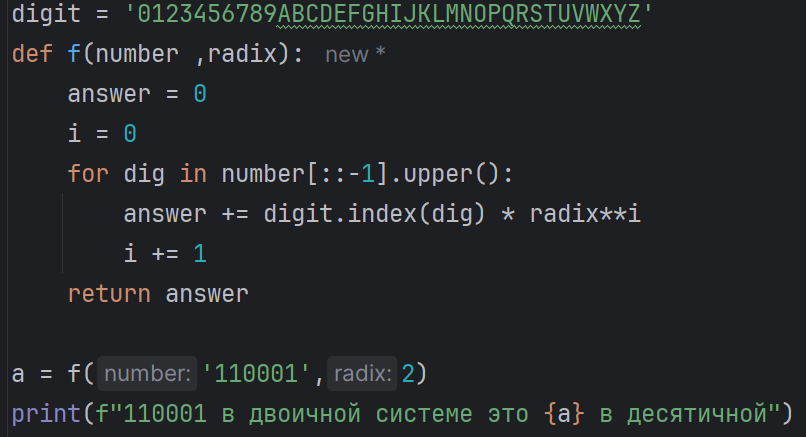 digit = '0123456789ABCDEFGHIJKLMNOPQRSTUVWXYZ'
def f(number ,radix): new *
    answer = 0
    i = 0
    for dig in number[::-1].upper():
        answer += digit.index(dig) * radix**i
        i += 1
    return answer

a = f(number: '110001',radix: 2)
print(f"110001 в двоичной системе это {a} в десятичной")